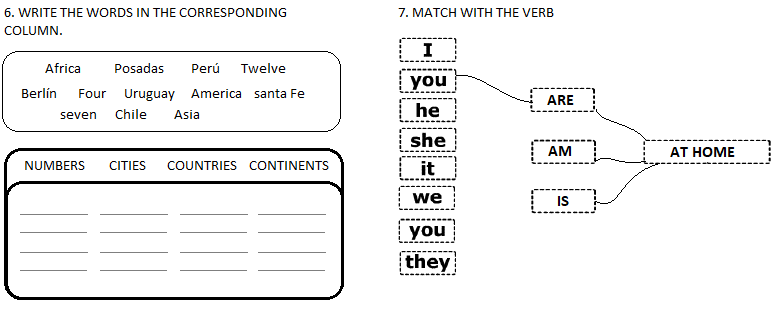 6. WRITE THE WORDS IN THE CORRESPONDING
COLUMN.
Africa Posadas Perú Twelve
Berlín Four Uruguay America santa Fe
seven Chile Asia
NUMBERS CITIES COUNTRIES CONTINENTS
7. MATCH WITH THE VERB
I
you
he
she
it
we
you
they
ARE
AM
IS
AT HOME